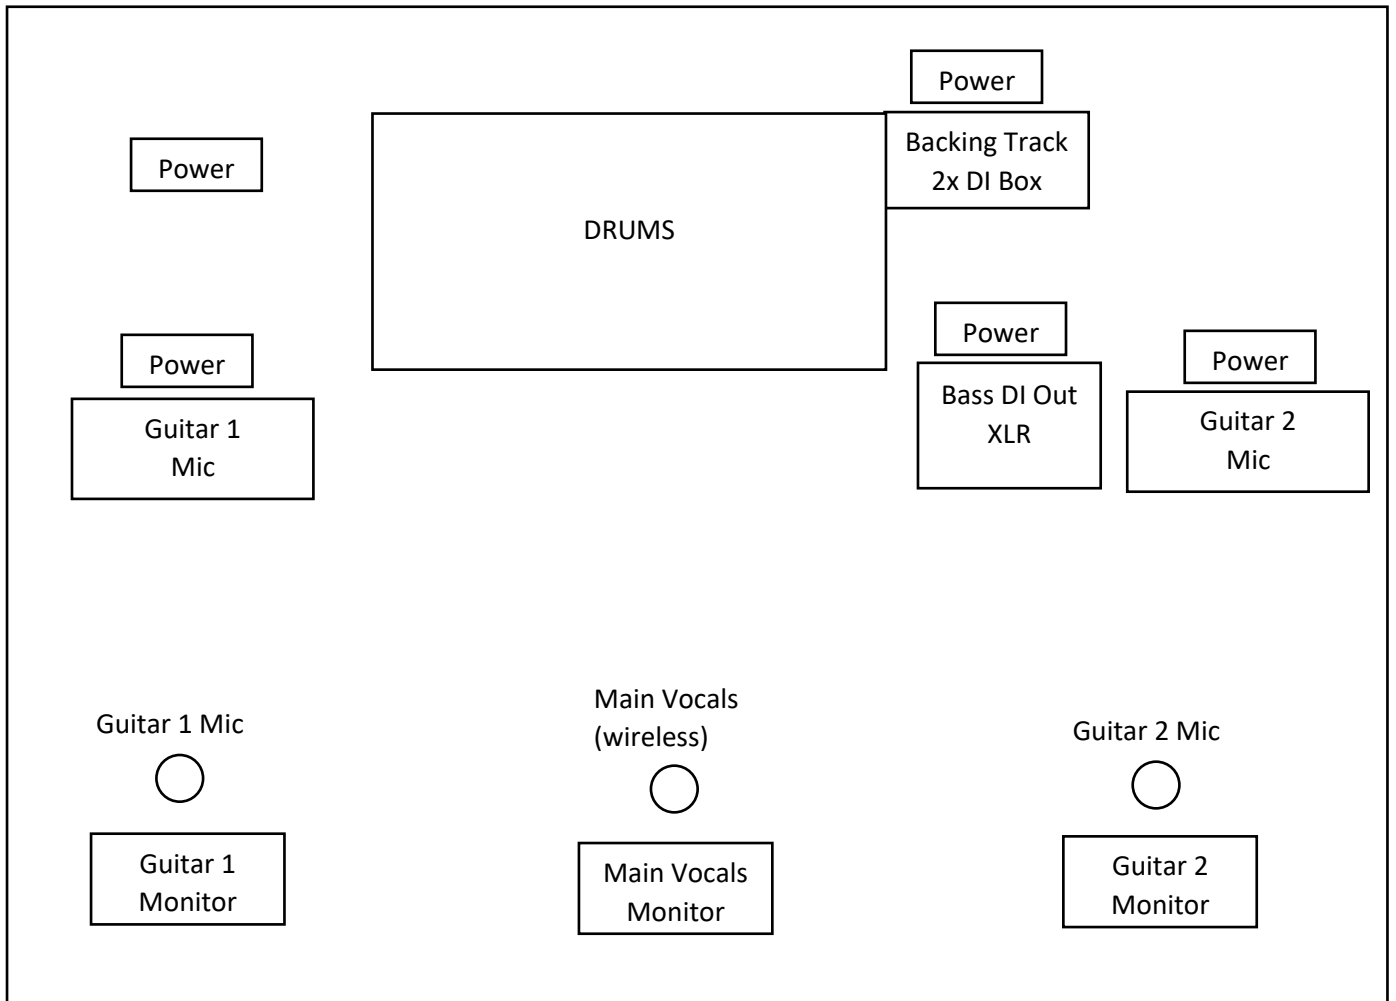 Power
Backing Track
2x DI Box
Power
DRUMS
Power
Power
Power
Bass DI Out
XLR
Guitar 1
Mic
Guitar 2
Mic
Main Vocals
(wireless)
Guitar 1 Mic
Guitar 2 Mic
Guitar 1
Monitor
Main Vocals
Monitor
Guitar 2
Monitor